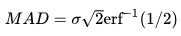 MAD = σ√2erf⁻¹(1/2)